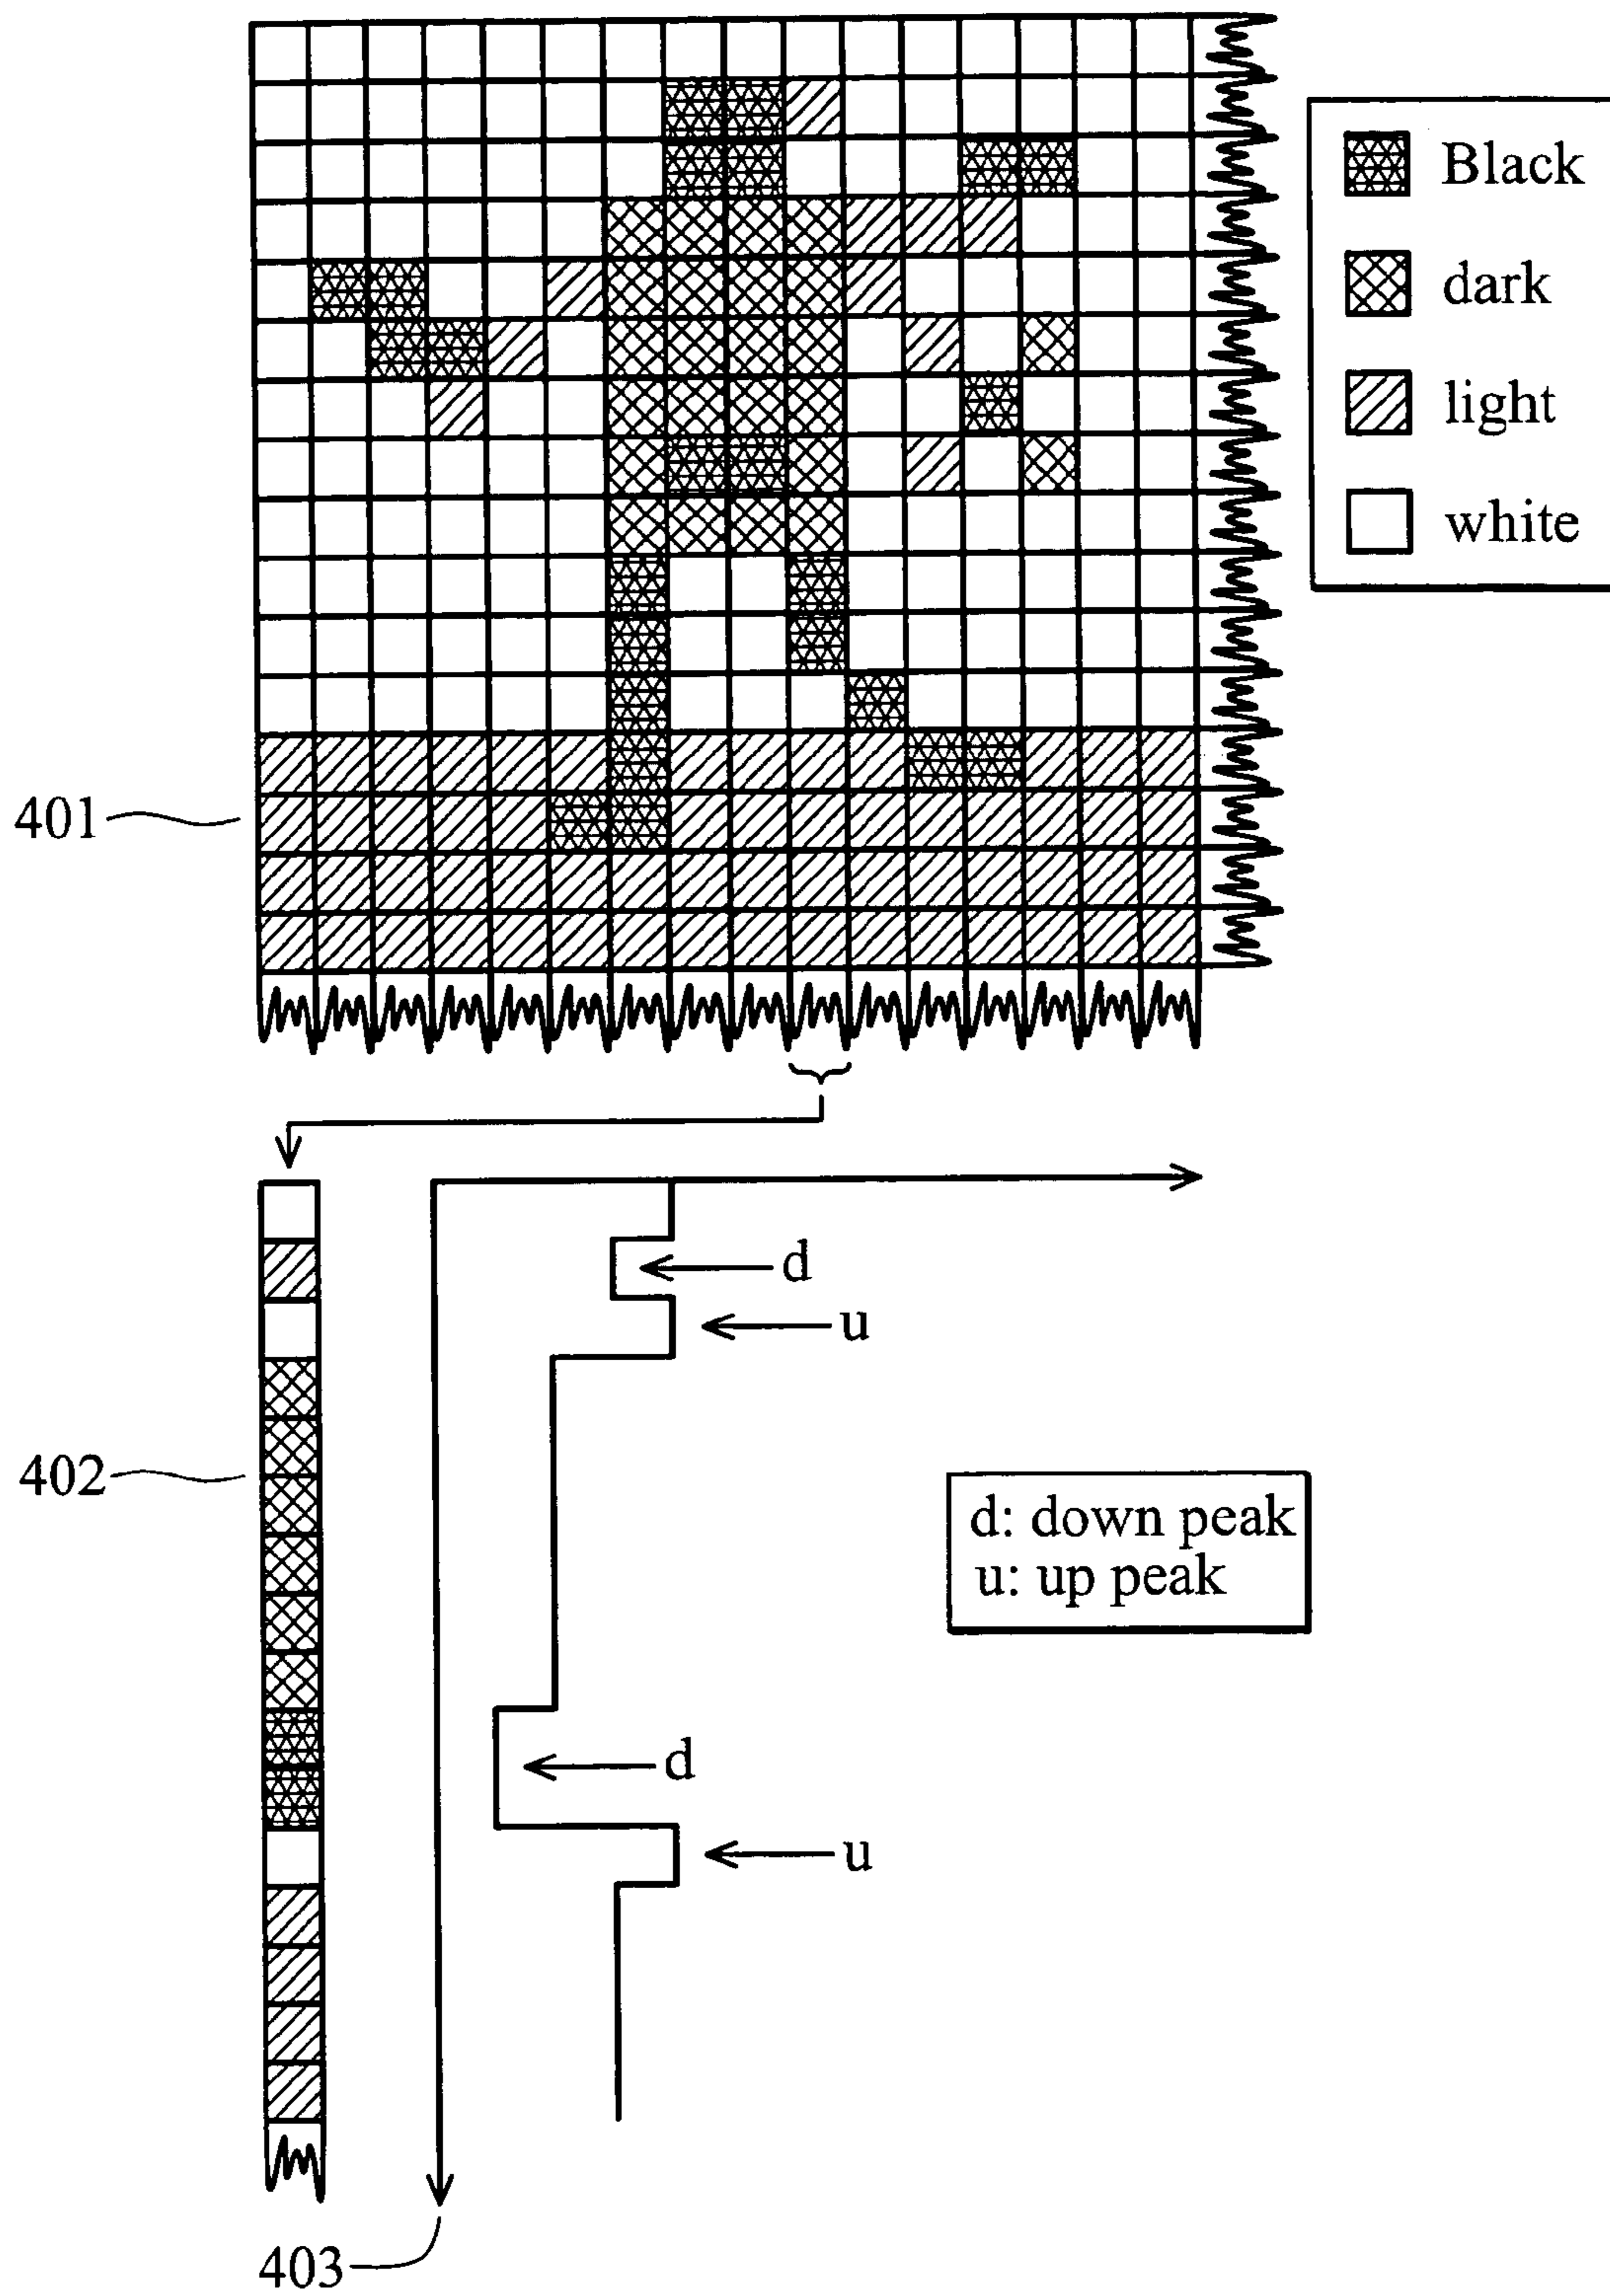 Black
dark
light
white
401
d
u
402
d: down peak
u: up peak
d
u
403